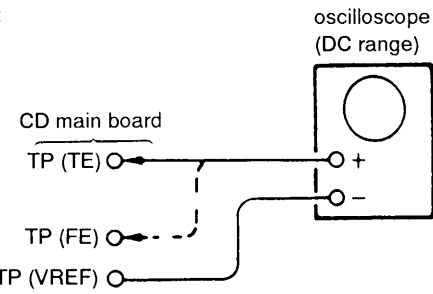 oscilloscope
(DC range)
CD main board
TP (TE)
+
−
TP (FE)
TP (VREF)